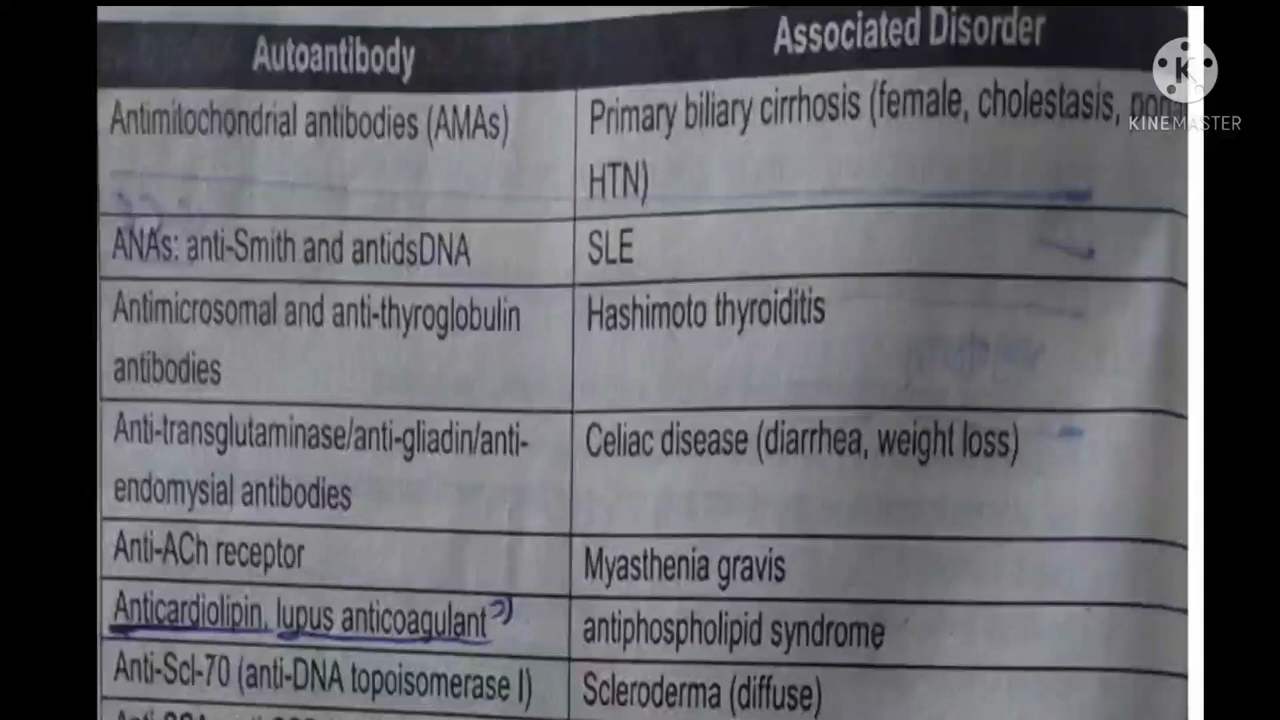 Autoantibody
Associated Disorder
Antimitochondrial antibodies (AMAs)
Primary biliary cirrhosis (female, cholestasis,
HTN)
ANAs: anti-Smith and antidsDNA
SLE
Antimicrosomal and anti-thyroglobulin
antibodies
Hashimoto thyroiditis
Anti-transglutaminase/anti-gliadin/anti-
endomysial antibodies
Celiac disease (diarrhea, weight loss)
Anti-ACh receptor
Myasthenia gravis
Anticardiolipin, lupus anticoagulant
antiphospholipid syndrome
Anti-Scl-70 (anti-DNA topoisomerase I)
Scleroderma (diffuse)
K
KINEMASTER